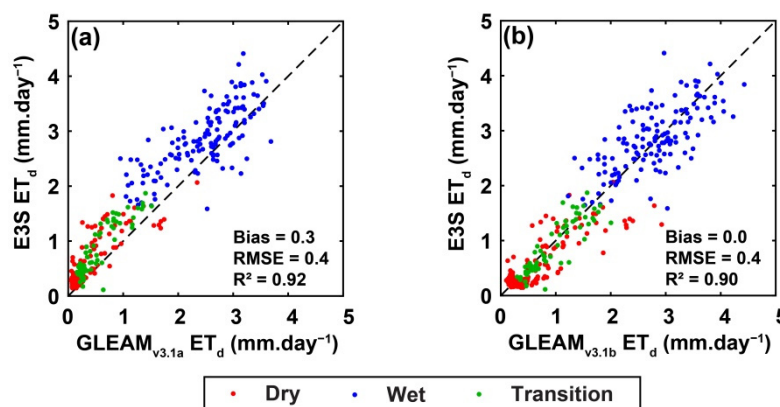 (a)
5
4
3
2
1
0
E3S ET_d (mm.day⁻¹)
Bias = 0.3
RMSE = 0.4
R² = 0.92
0 1 2 3 4 5
GLEAM_v3.1a ET_d (mm.day⁻¹)
(b)
5
4
3
2
1
0
E3S ET_d (mm.day⁻¹)
Bias = 0.0
RMSE = 0.4
R² = 0.90
0 1 2 3 4 5
GLEAM_v3.1b ET_d (mm.day⁻¹)
Dry Wet Transition